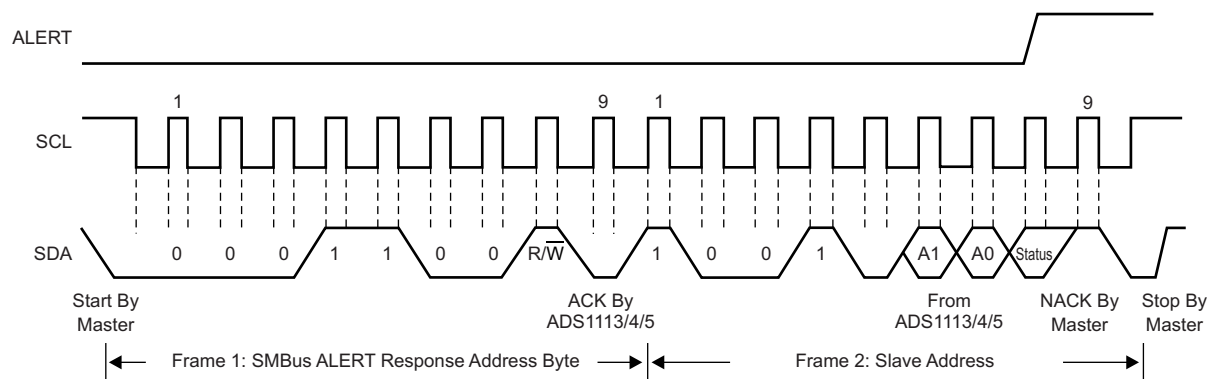 ALERT
1 9 1 9
SCL
SDA 0 0 0 1 1 0 0 R/W 1 0 0 1 A1 A0 Status
Start By
Master
ACK By
ADS1113/4/5
From
ADS1113/4/5
NACK By
Master
Stop By
Master
Frame 1: SMBus ALERT Response Address Byte
Frame 2: Slave Address